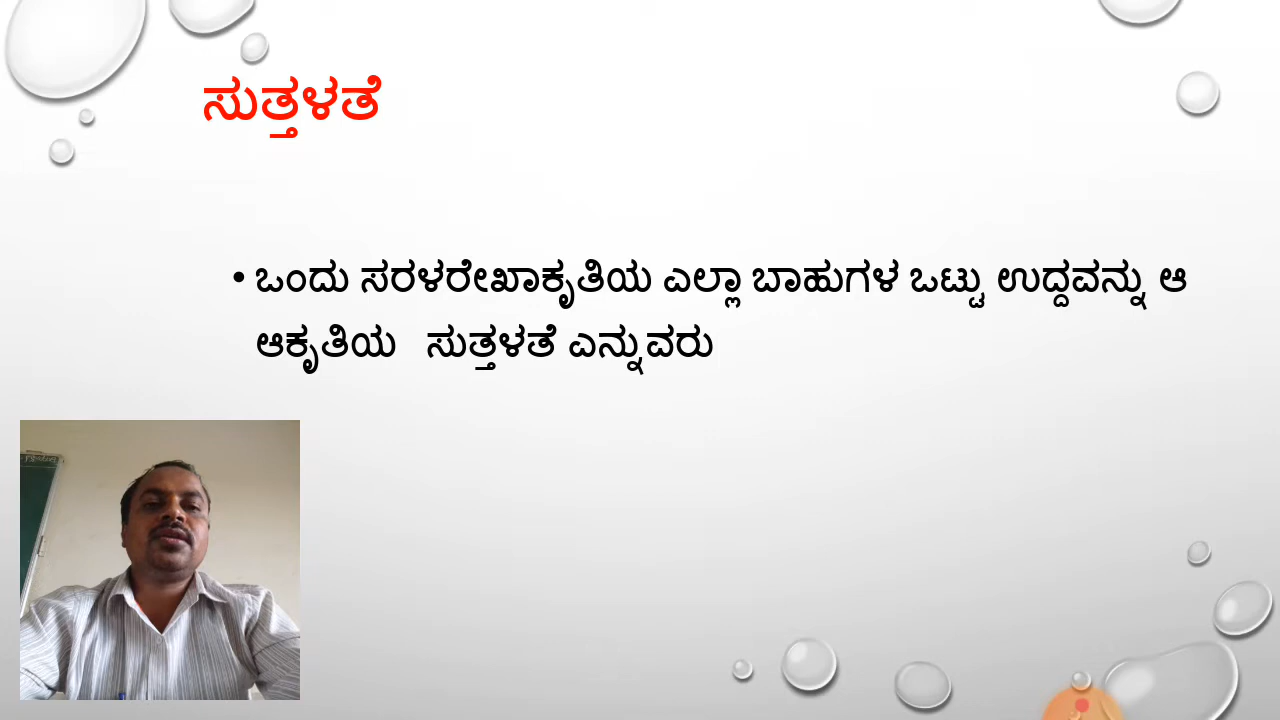 ಸುತ್ತಳತೆ
• ಒಂದು ಸರಳರೇಖಾಕೃತಿಯ ಎಲ್ಲಾ ಬಾಹುಗಳ ಒಟ್ಟು ಉದ್ದವನ್ನು ಆ
ಆಕೃತಿಯ ಸುತ್ತಳತೆ ಎನ್ನುವರು